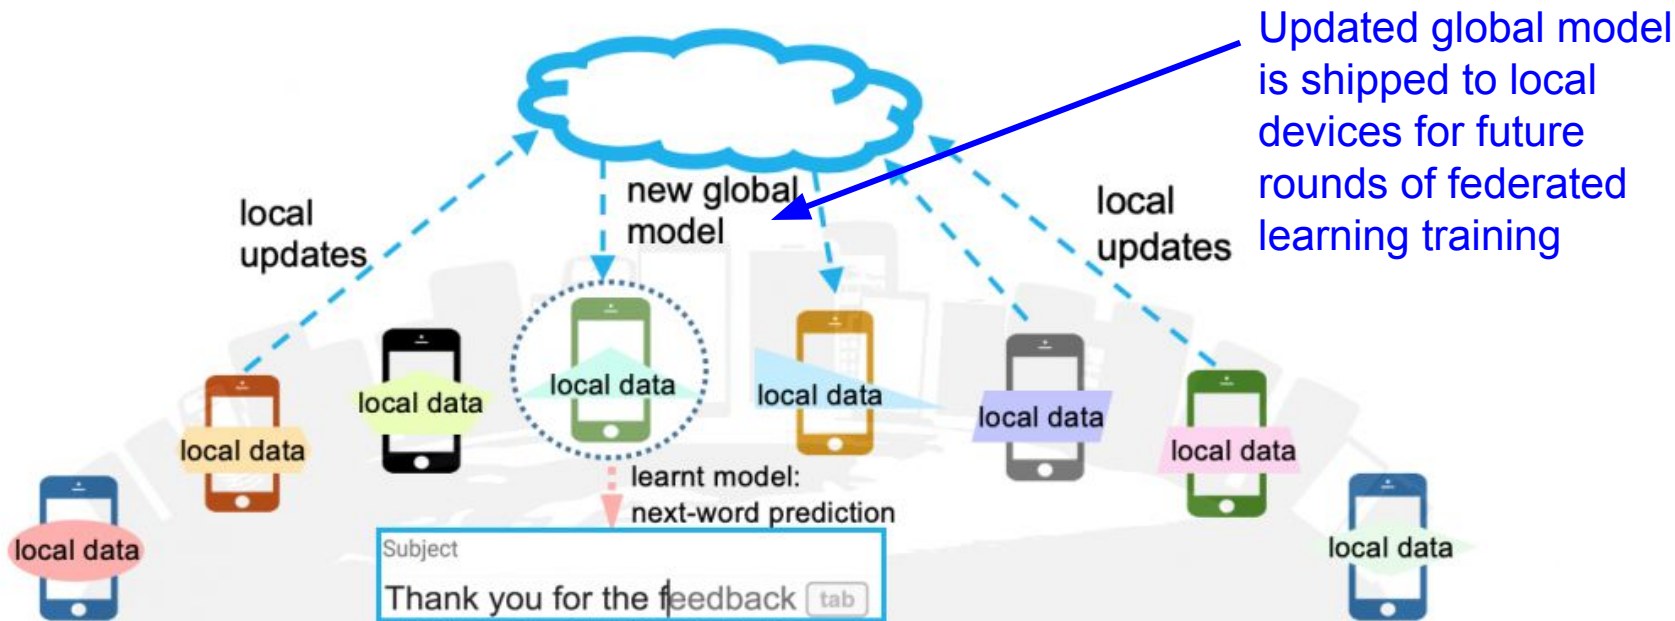 Updated global model
is shipped to local
devices for future
rounds of federated
learning training
new global
model
local
updates
local
updates
local data
local data
local data
local data
local data
local data
local data
local data
learnt model:
next-word prediction
Subject
Thank you for the feedback tab